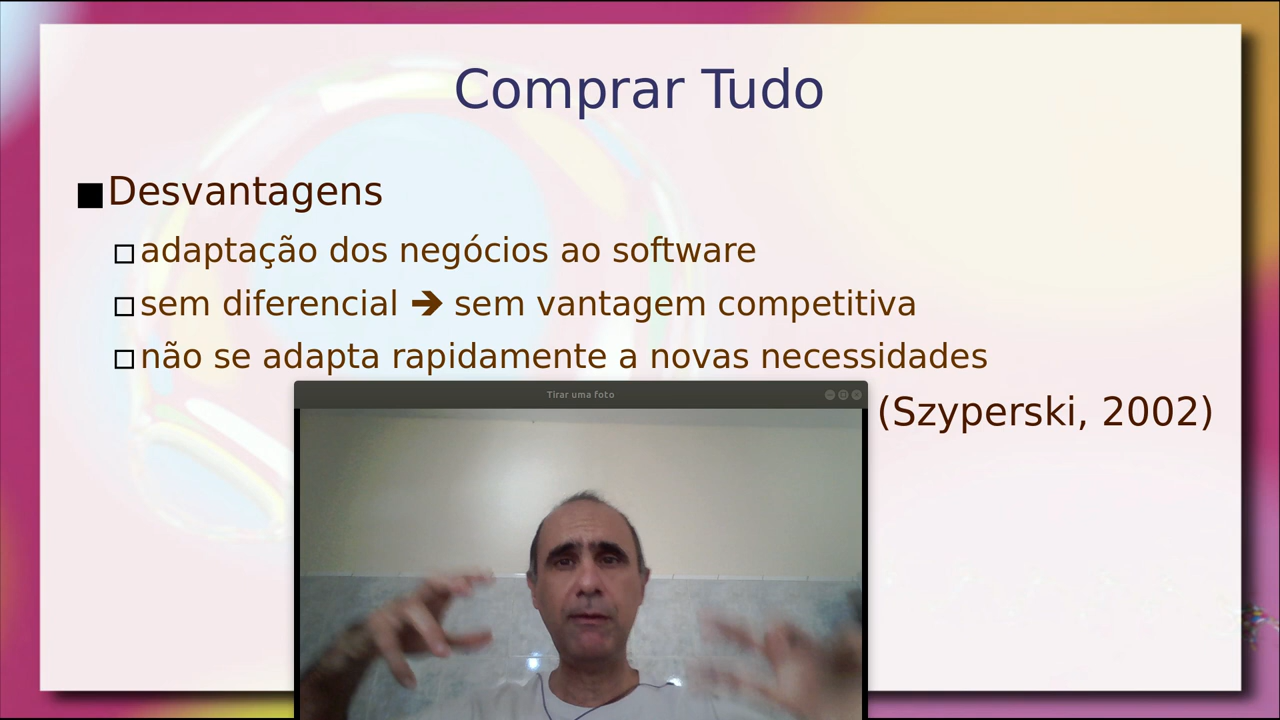 Comprar Tudo
Desvantagens
adaptação dos negócios ao software
sem diferencial ➔ sem vantagem competitiva
não se adapta rapidamente a novas necessidades
(Szyperski, 2002)
Tirar uma foto